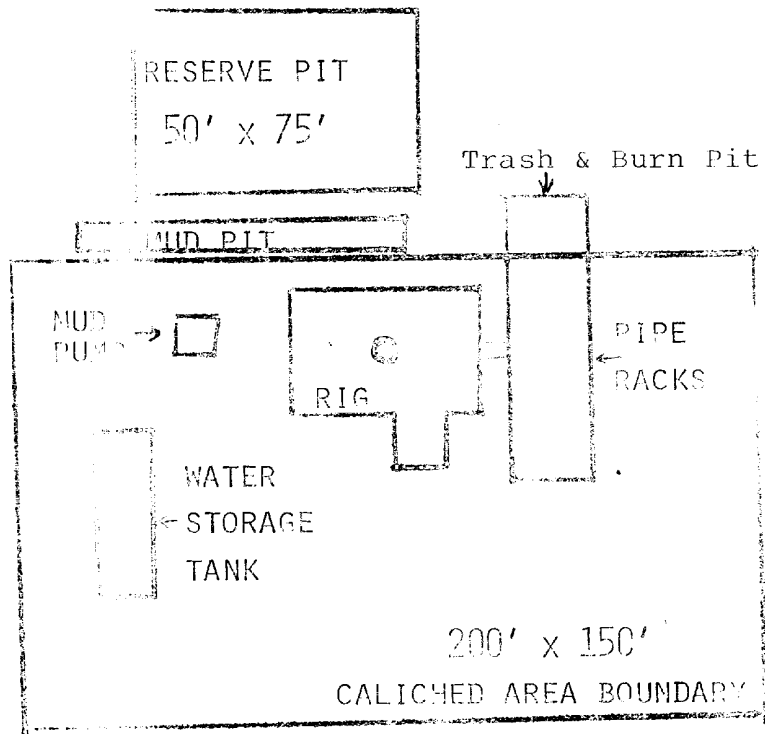 RESERVE PIT
50' x 75'
Trash & Burn Pit
MUD PIT
MUD
PUMP
RIG
PIPE
RACKS
WATER
STORAGE
TANK
200' x 150'
CALICHED AREA BOUNDARY